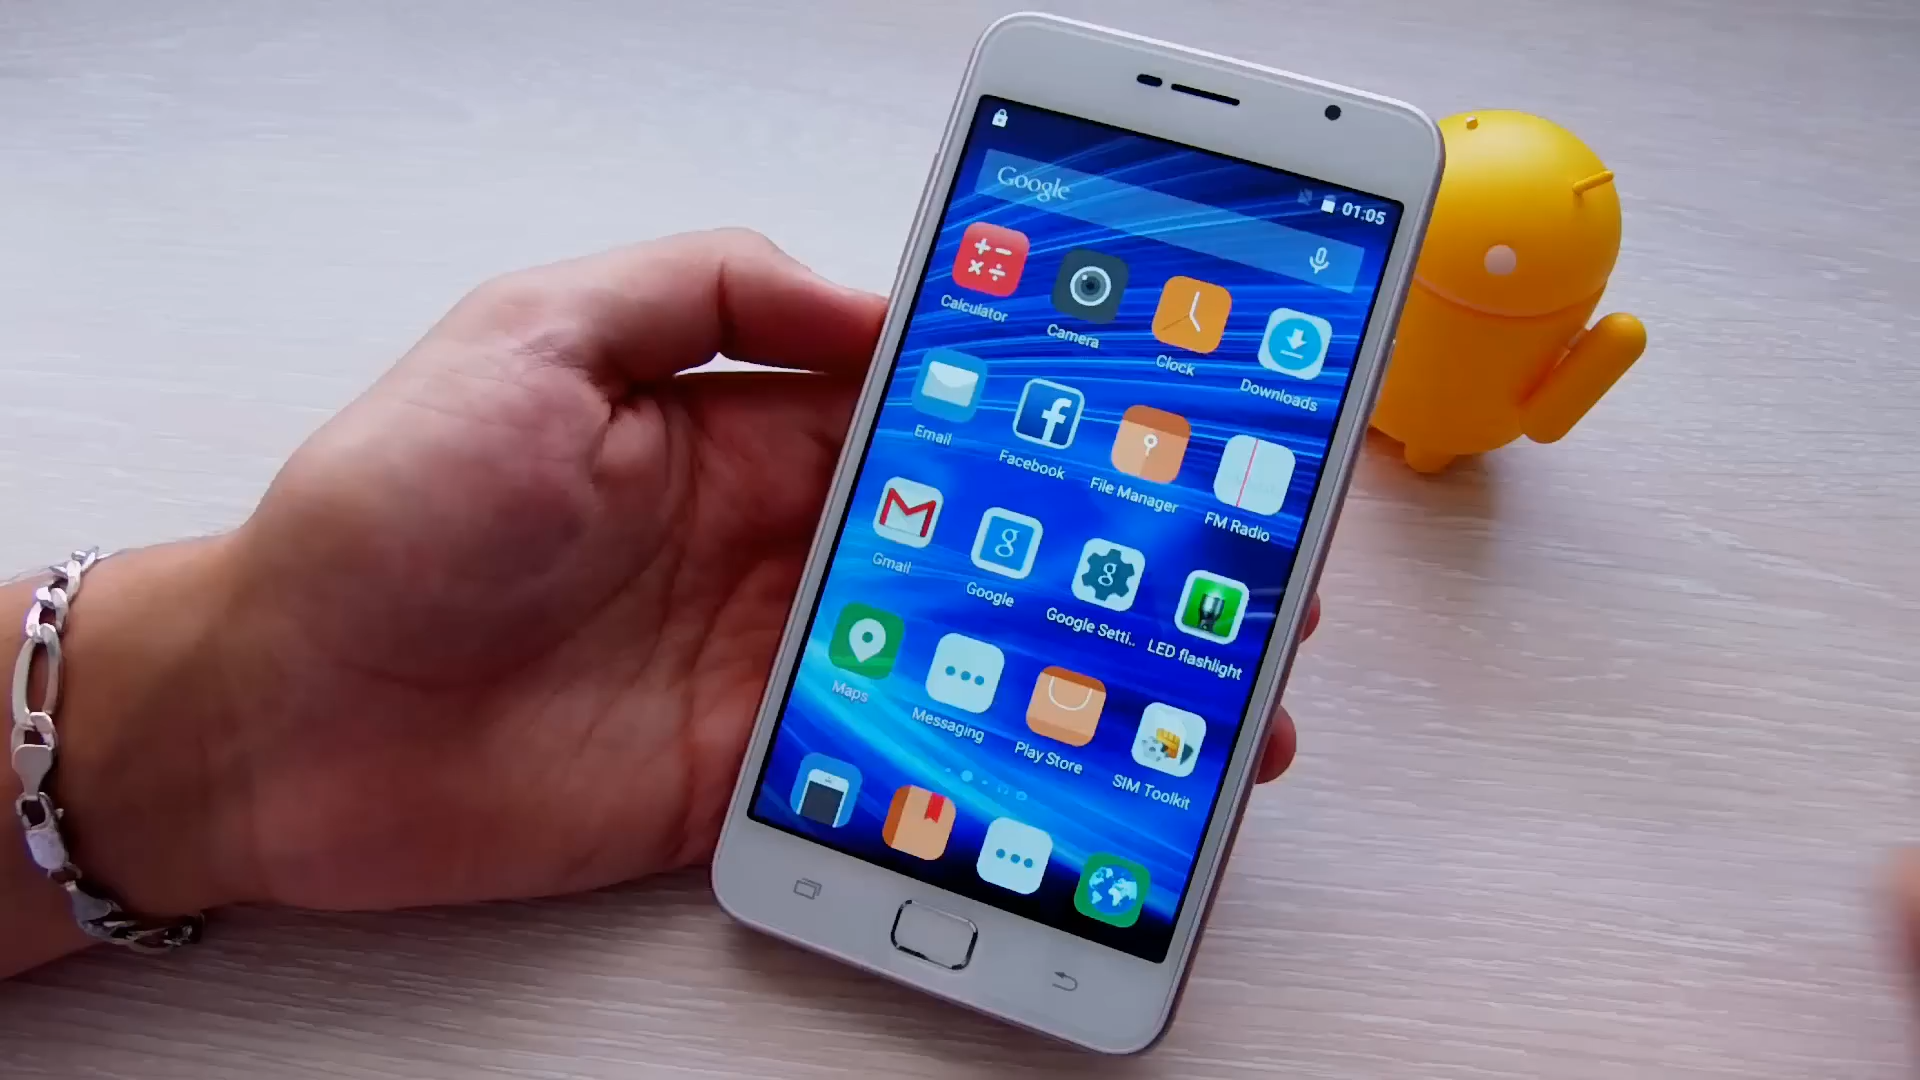 01:05
Google
Calculator
Camera
Clock
Downloads
Email
Facebook
File Manager
FM Radio
Gmail
Google
Google Setti..
LED flashlight
Maps
Messaging
Play Store
SIM Toolkit